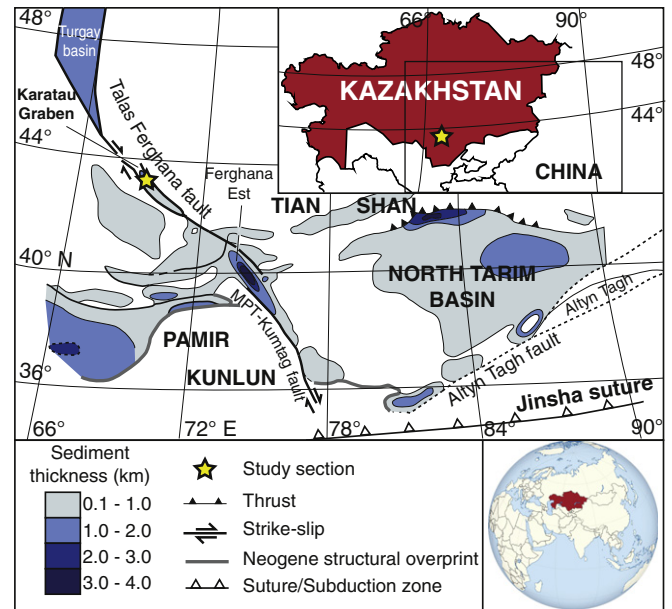 48°
Turgay
basin
Karatau
Graben
44°
Talas Ferghana fault
Ferghana
Est
40° N
36°
66°
72° E
78°
84°
90°
66°
90°
48°
44°
KAZAKHSTAN
CHINA
TIAN SHAN
NORTH TARIM
BASIN
Altyn Tagh
Altyn Tagh fault
PAMIR
KUNLUN
MPT-Kumtag fault
Jinsha suture
Sediment
thickness (km)
0.1 - 1.0
1.0 - 2.0
2.0 - 3.0
3.0 - 4.0
Study section
Thrust
Strike-slip
Neogene structural overprint
Suture/Subduction zone